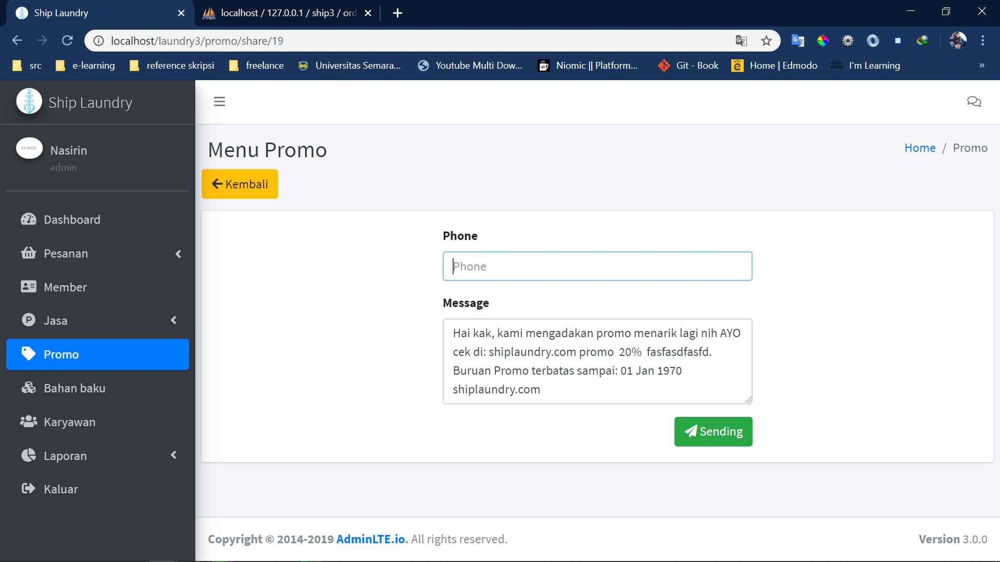 Ship Laundry
localhost / 127.0.0.1 / ship3 / ord
localhost/laundry3/promo/share/19
src
e-learning
reference skripsi
freelance
Universitas Semara...
Youtube Multi Dow...
Niomic || Platform...
Git - Book
Home | Edmodo
I'm Learning
»
Ship Laundry
NO IMAGE
Nasirin
admin
Dashboard
Pesanan
Member
Jasa
Promo
Bahan baku
Karyawan
Laporan
Kaluar
Menu Promo
Home / Promo
Kembali
Phone
Phone
Message
Hai kak, kami mengadakan promo menarik lagi nih AYO
cek di: shiplaundry.com promo  20%  fasfasdfasfd.
Buruan Promo terbatas sampai: 01 Jan 1970
shiplaundry.com
Sending
Copyright © 2014-2019 AdminLTE.io. All rights reserved.
Version 3.0.0